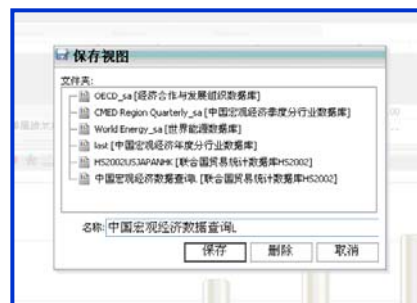 保存视图
文件夹:
OECD_sa [经济合作与发展组织数据库]
CMED Region Quarterly_sa [中国宏观经济季度分行业数据库]
World Energy_sa [世界能源数据库]
last [中国宏观经济年度分行业数据库]
HS2002USJAPANHK [联合国贸易统计数据库HS2002]
中国宏观经济数据查询L [联合国贸易统计数据库HS2002]
名称: 中国宏观经济数据查询L
保存 删除 取消